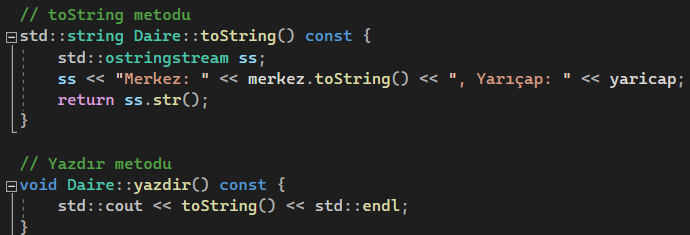 // toString metodu
std::string Daire::toString() const {
std::ostringstream ss;
ss << "Merkez: " << merkez.toString() << ", Yarıçap: " << yaricap;
return ss.str();
}
// Yazdır metodu
void Daire::yazdir() const {
std::cout << toString() << std::endl;
}